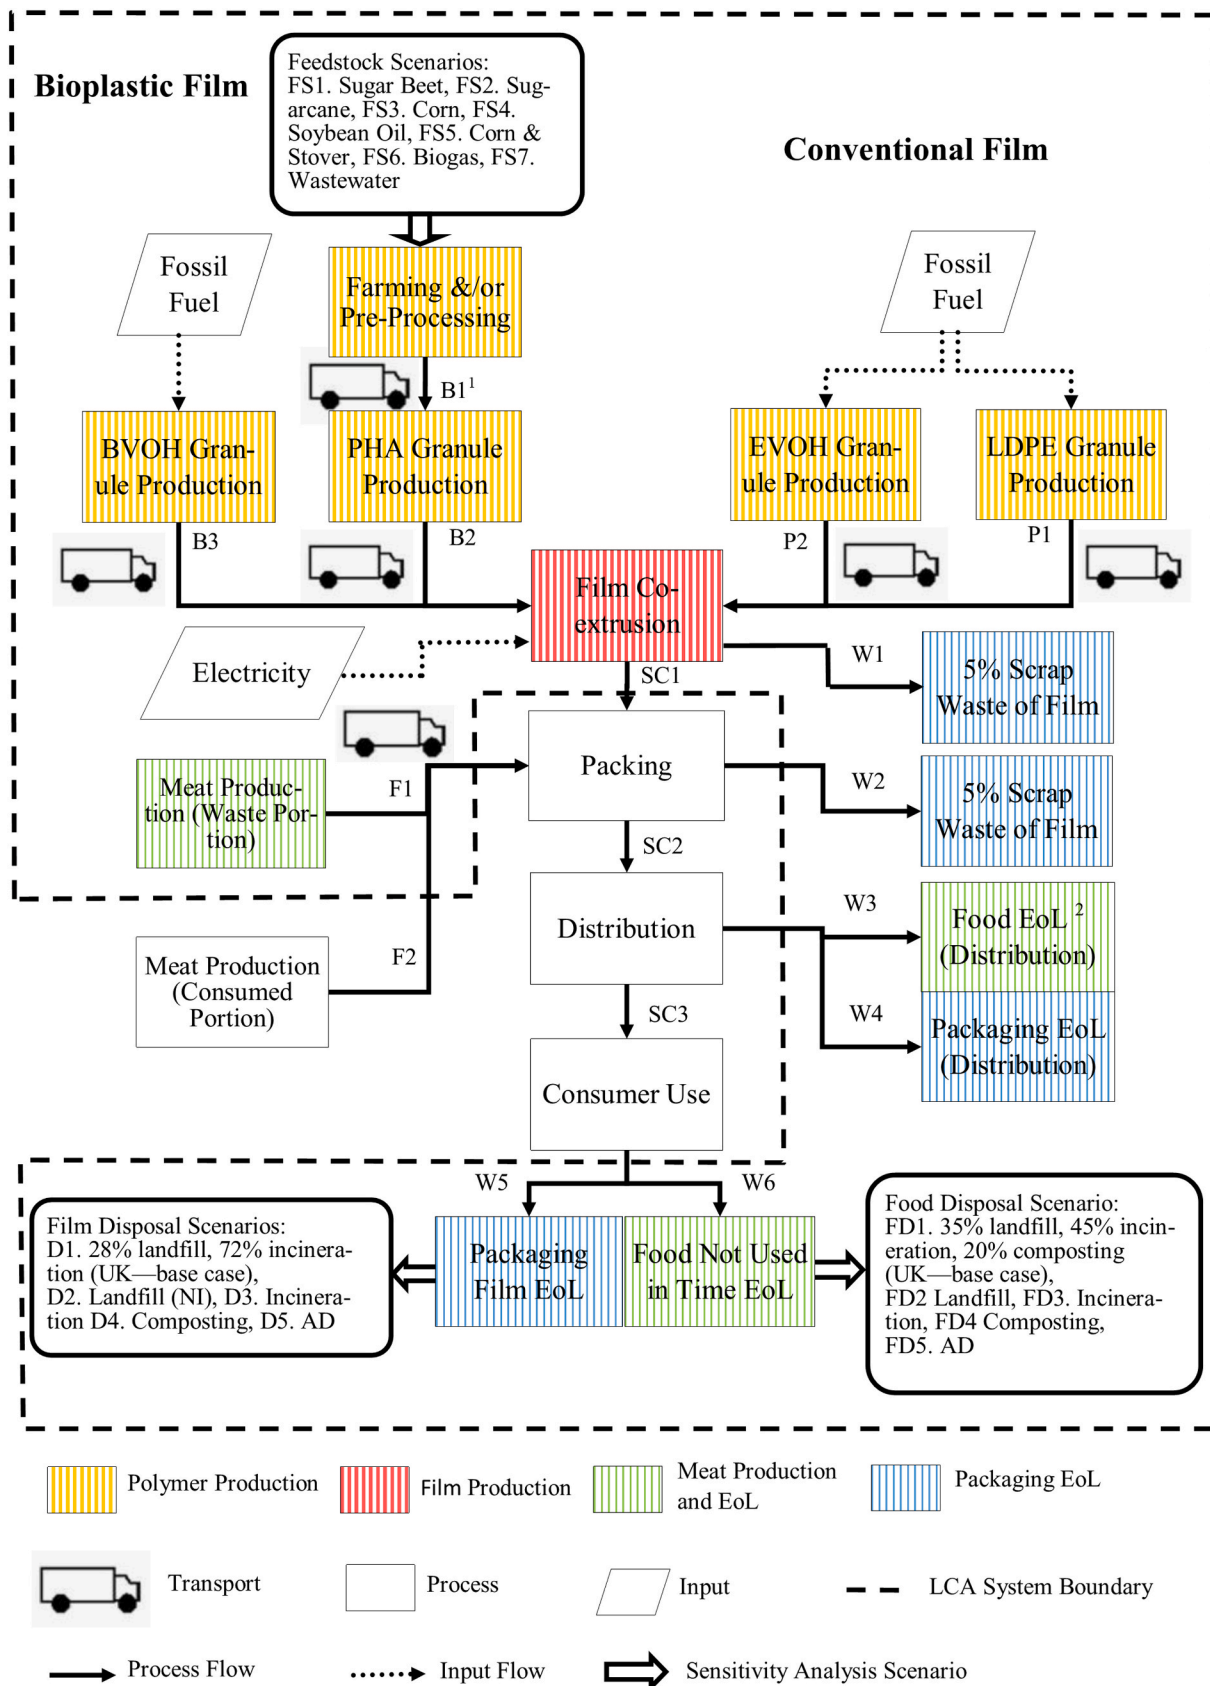 Bioplastic Film
Feedstock Scenarios:
FS1. Sugar Beet, FS2. Sug-
arcane, FS3. Corn, FS4.
Soybean Oil, FS5. Corn &
Stover, FS6. Biogas, FS7.
Wastewater
Conventional Film
Fossil
Fuel
Farming &/or
Pre-Processing
Fossil
Fuel
B1¹
BVOH Gran-
ule Production
PHA Granule
Production
EVOH Gran-
ule Production
LDPE Granule
Production
B3
B2
P2
P1
Film Co-
extrusion
Electricity
SC1
W1
5% Scrap
Waste of Film
Packing
Meat Produc-
tion (Waste Por-
tion)
F1
W2
5% Scrap
Waste of Film
SC2
Distribution
W3
Food EoL ²
(Distribution)
Meat Production
(Consumed
Portion)
F2
SC3
W4
Packaging EoL
(Distribution)
Consumer Use
W5
W6
Film Disposal Scenarios:
D1. 28% landfill, 72% incinera-
tion (UK—base case),
D2. Landfill (NI), D3. Incinera-
tion D4. Composting, D5. AD
Packaging
Film EoL
Food Not Used
in Time EoL
Food Disposal Scenario:
FD1. 35% landfill, 45% incin-
eration, 20% composting
(UK—base case),
FD2 Landfill, FD3. Incinera-
tion, FD4 Composting,
FD5. AD
Polymer Production
Film Production
Meat Production
and EoL
Packaging EoL
Transport
Process
Input
LCA System Boundary
Process Flow
Input Flow
Sensitivity Analysis Scenario